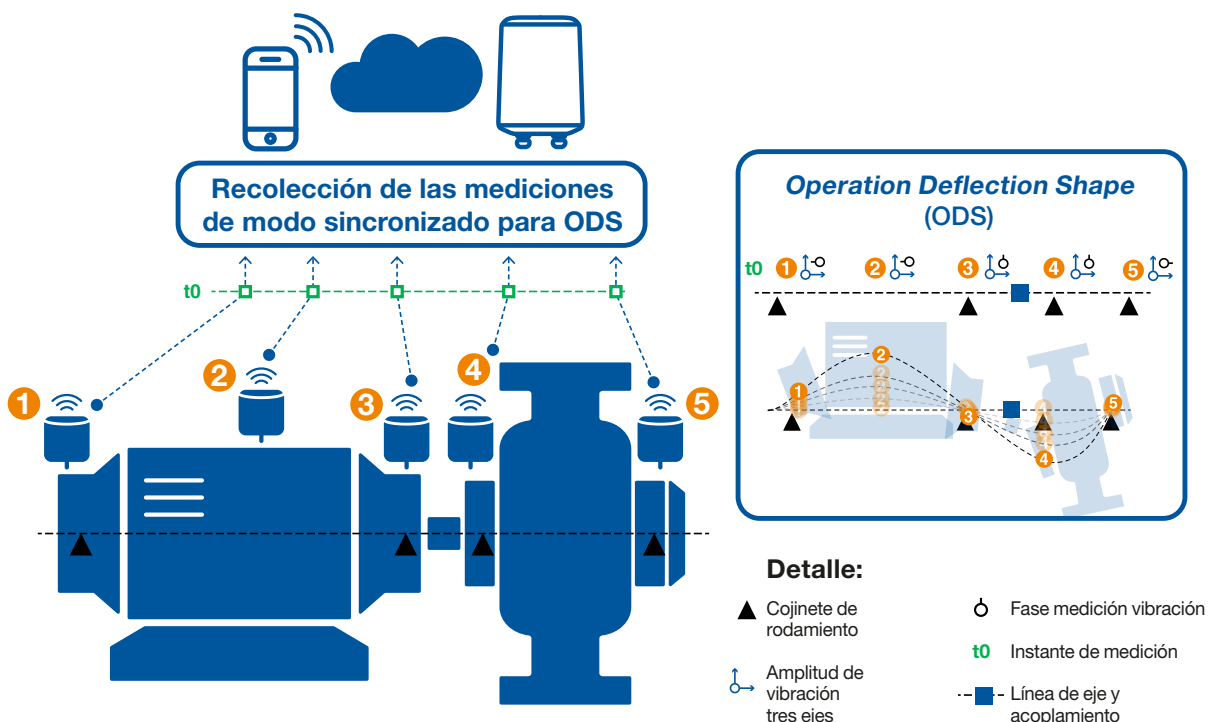 Recolección de las mediciones
de modo sincronizado para ODS
t0
1
2
3
4
5
Operation Deflection Shape
(ODS)
t0
1
2
3
4
5
1
2
3
4
5
Detalle:
Cojinete de
rodamiento
Amplitud de
vibración
tres ejes
Fase medición vibración
t0 Instante de medición
Línea de eje y
acoplamiento